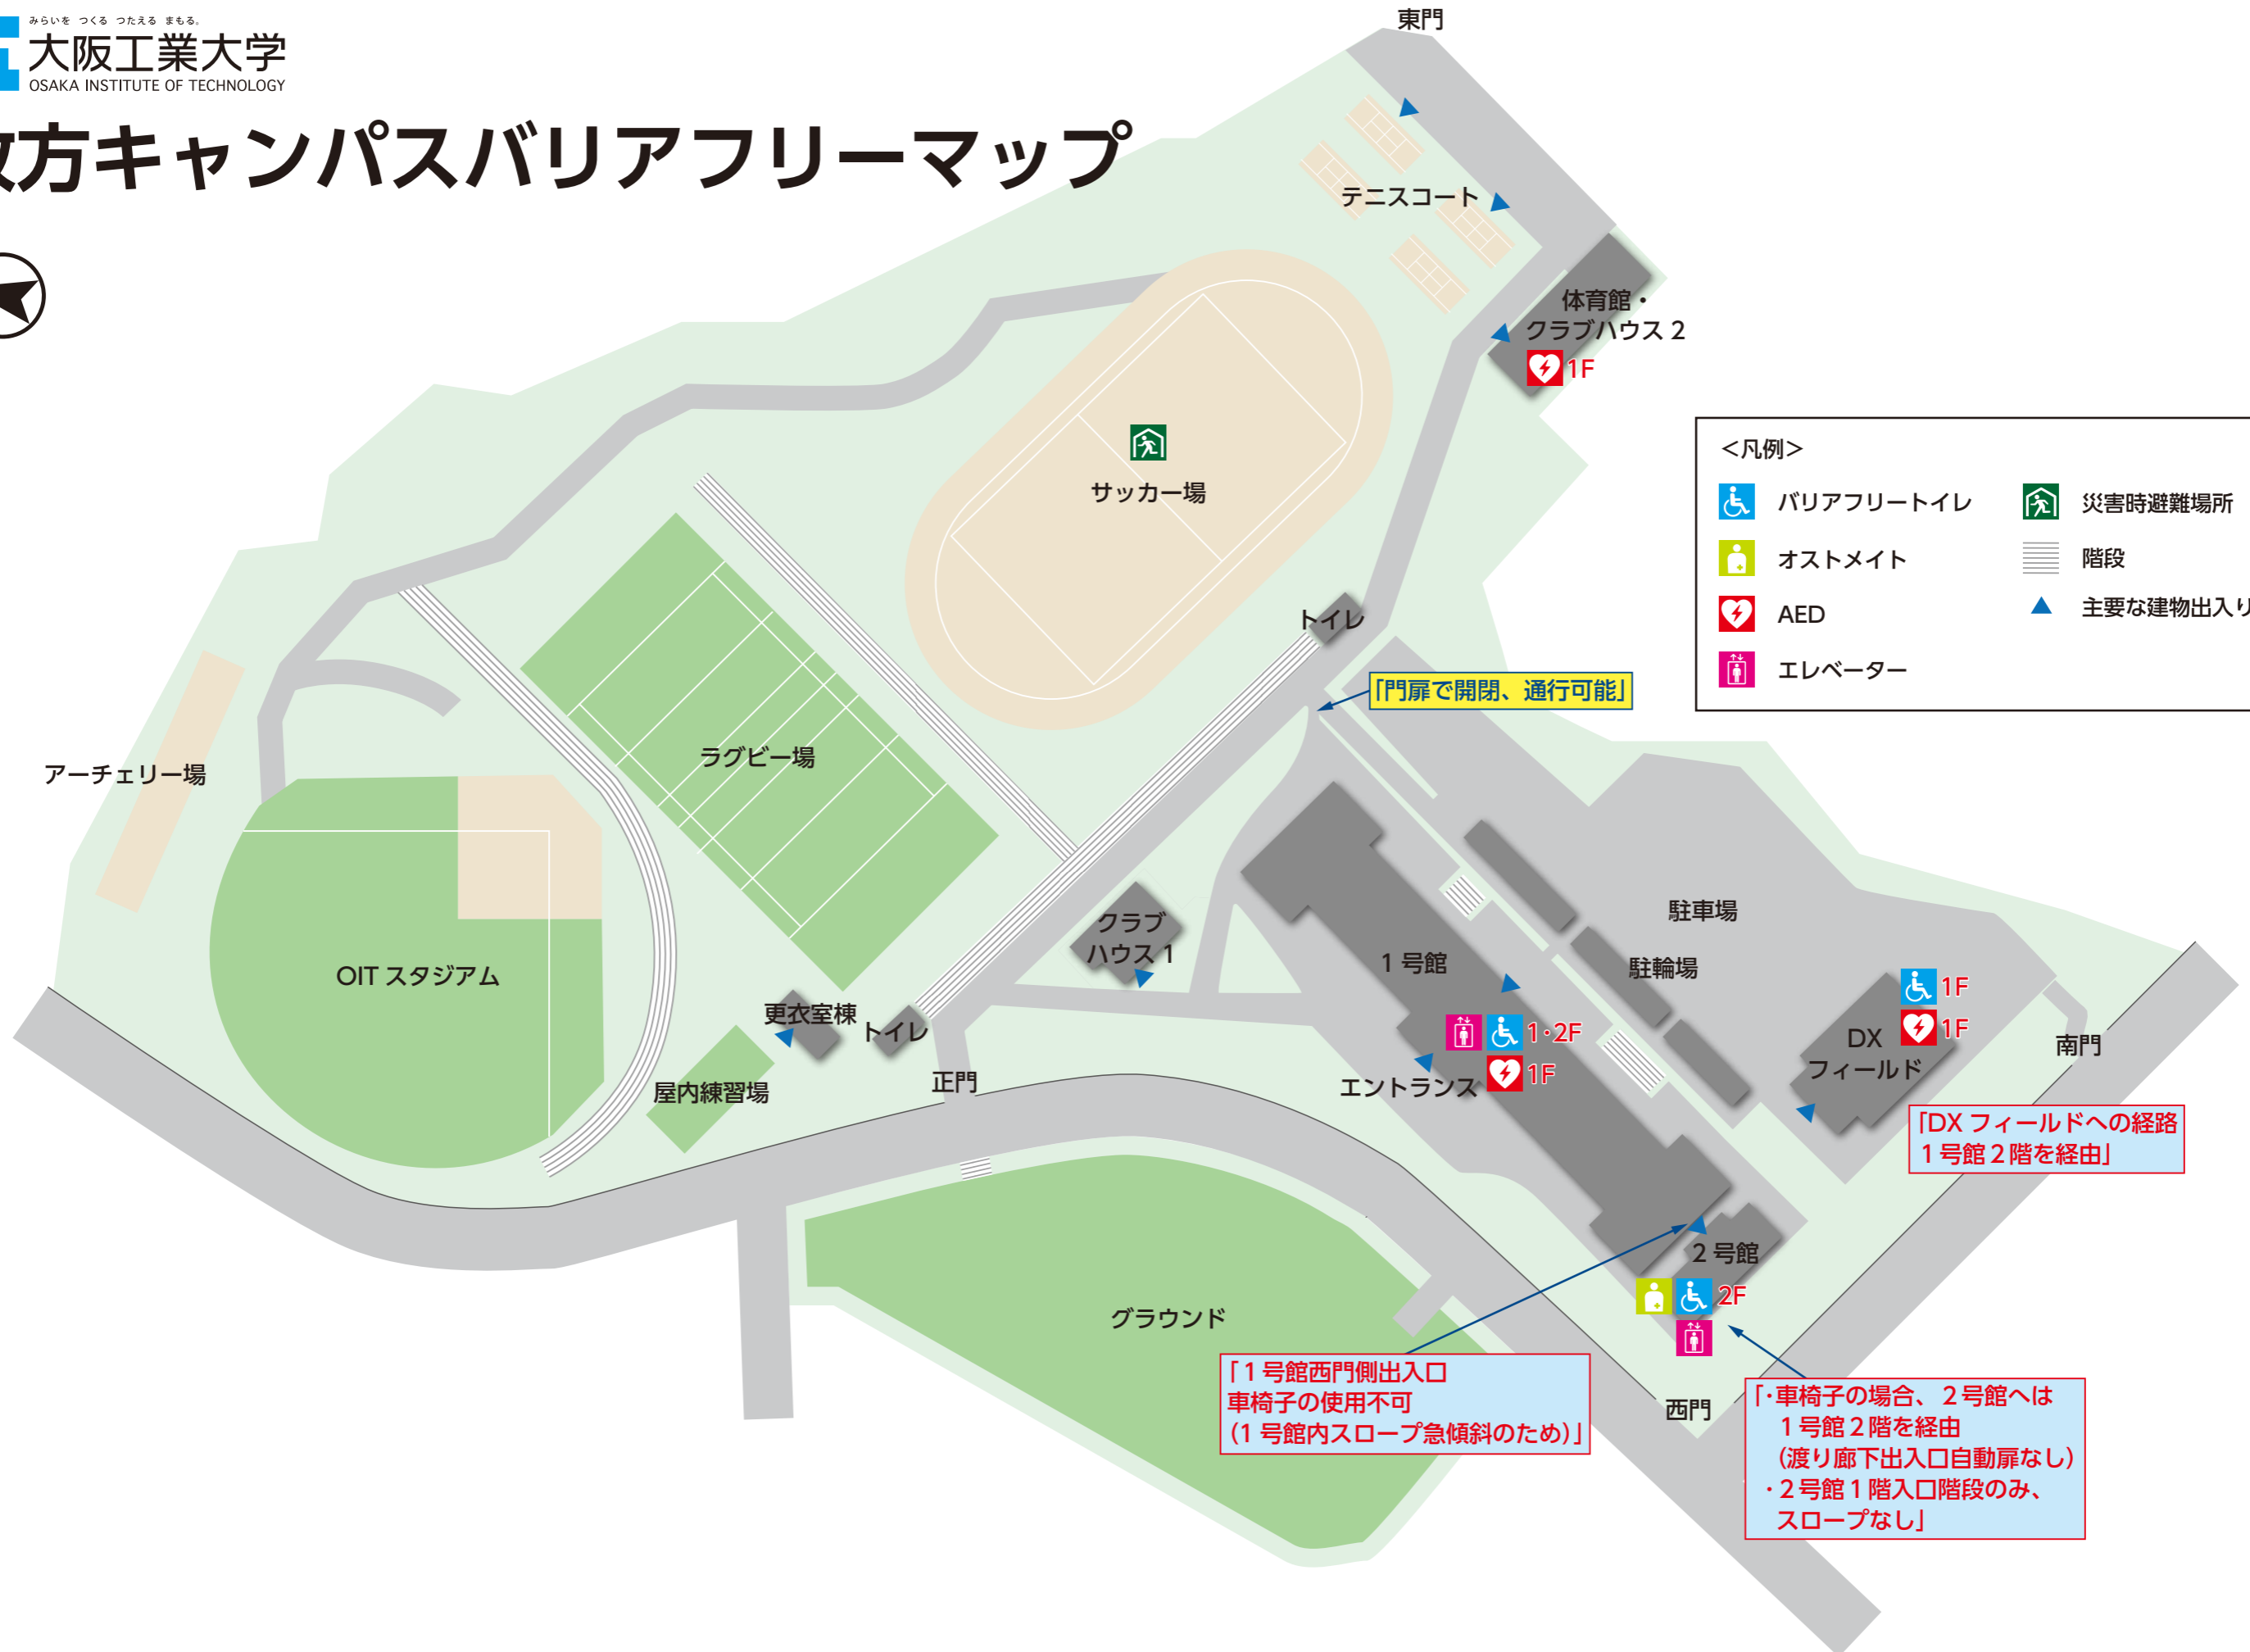 みらいを つくる つたえる まもる。
大阪工業大学
OSAKA INSTITUTE OF TECHNOLOGY
方キャンパスバリアフリーマップ
東門
テニスコート
体育館・
クラブハウス 2
1F
サッカー場
<凡例>
バリアフリートイレ
災害時避難場所
オストメイト
階段
AED
主要な建物出入り
エレベーター
トイレ
「門扉で開閉、通行可能」
ラグビー場
アーチェリー場
OIT スタジアム
クラブ
ハウス 1
1 号館
駐車場
駐輪場
1F
1F
DX
フィールド
南門
更衣室棟
トイレ
1・2F
1F
エントランス
正門
屋内練習場
「DX フィールドへの経路
1 号館 2 階を経由」
2 号館
2F
グラウンド
「1 号館西門側出入口
車椅子の使用不可
（1 号館内スロープ急傾斜のため）」
西門
「・車椅子の場合、2 号館へは
1 号館 2 階を経由
（渡り廊下出入口自動扉なし）
・2 号館 1 階入口階段のみ、
スロープなし」